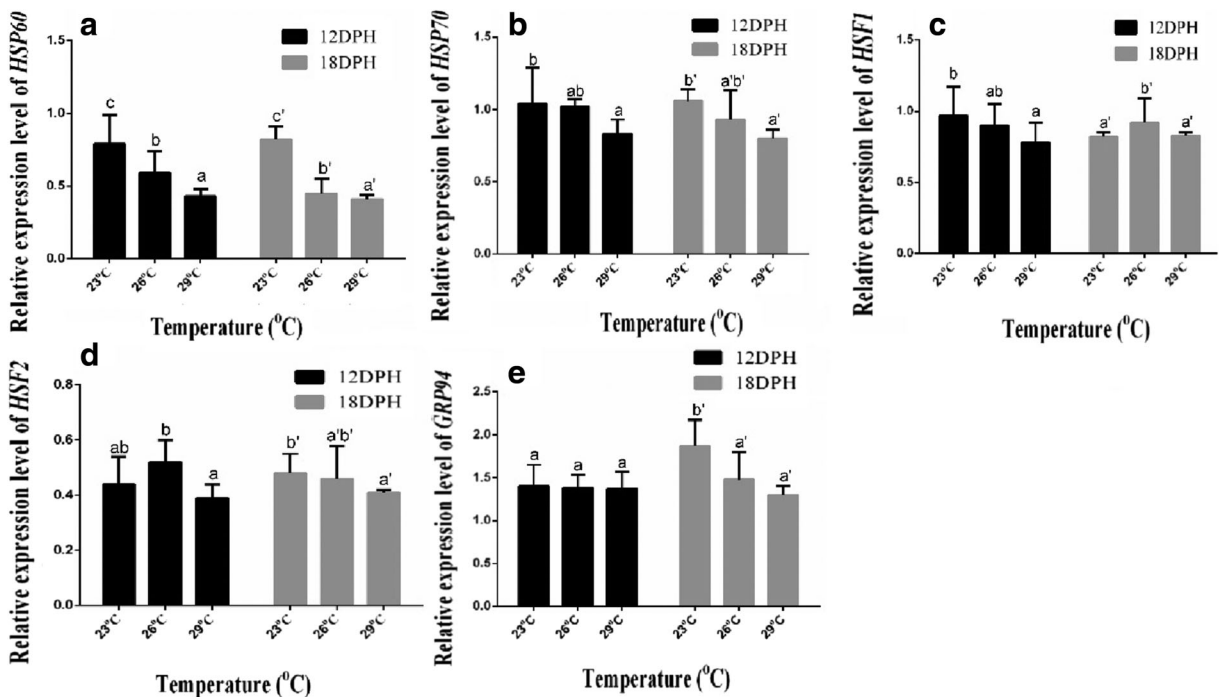 a
Relative expression level of HSP60
12DPH
18DPH
1.5
1.0
0.5
0.0
c
b
a
c'
b'
a'
23°C
26°C
29°C
23°C
26°C
29°C
Temperature (°C)
b
Relative expression level of HSP70
12DPH
18DPH
1.5
1.0
0.5
0.0
b
ab
a
b'
a'b'
a'
23°C
26°C
29°C
23°C
26°C
29°C
Temperature (°C)
c
Relative expression level of HSF1
12DPH
18DPH
1.5
1.0
0.5
0.0
b
ab
a
a'
b'
a'
23°C
26°C
29°C
23°C
26°C
29°C
Temperature (°C)
d
Relative expression level of HSF2
12DPH
18DPH
0.8
0.6
0.4
0.2
0.0
ab
b
a
b'
a'b'
a'
23°C
26°C
29°C
23°C
26°C
29°C
Temperature (°C)
e
Relative expression level of GRP94
12DPH
18DPH
2.5
2.0
1.5
1.0
0.5
0.0
a
a
a
b'
a'
a'
23°C
26°C
29°C
23°C
26°C
29°C
Temperature (°C)